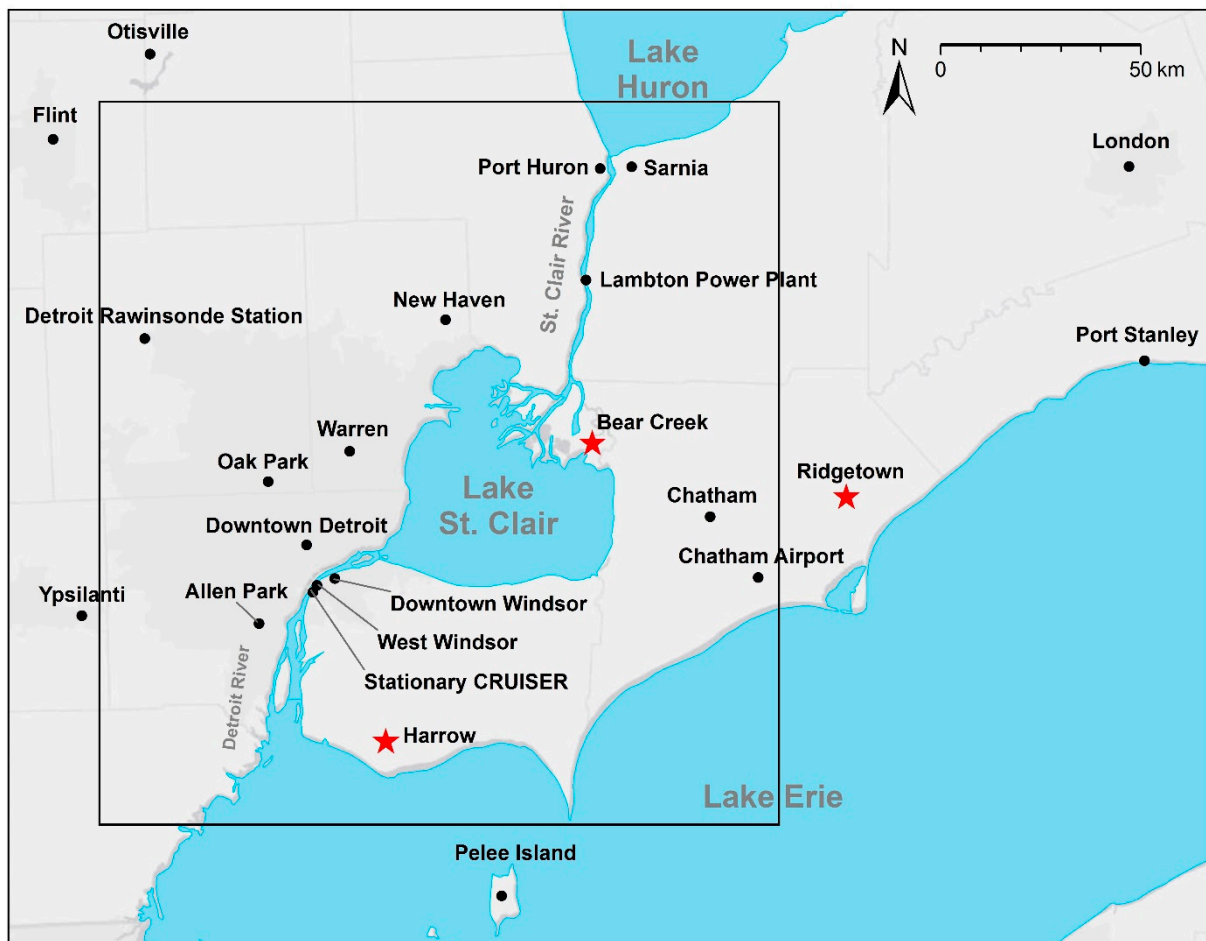 Otisville
Lake
Huron
N
0
50 km
Flint
London
Port Huron
Sarnia
St. Clair River
Lambton Power Plant
New Haven
Detroit Rawinsonde Station
Port Stanley
Bear Creek
Warren
Oak Park
Ridgetown
Lake
St. Clair
Chatham
Downtown Detroit
Chatham Airport
Ypsilanti
Allen Park
Downtown Windsor
West Windsor
Stationary CRUISER
Detroit River
Harrow
Lake Erie
Pelee Island